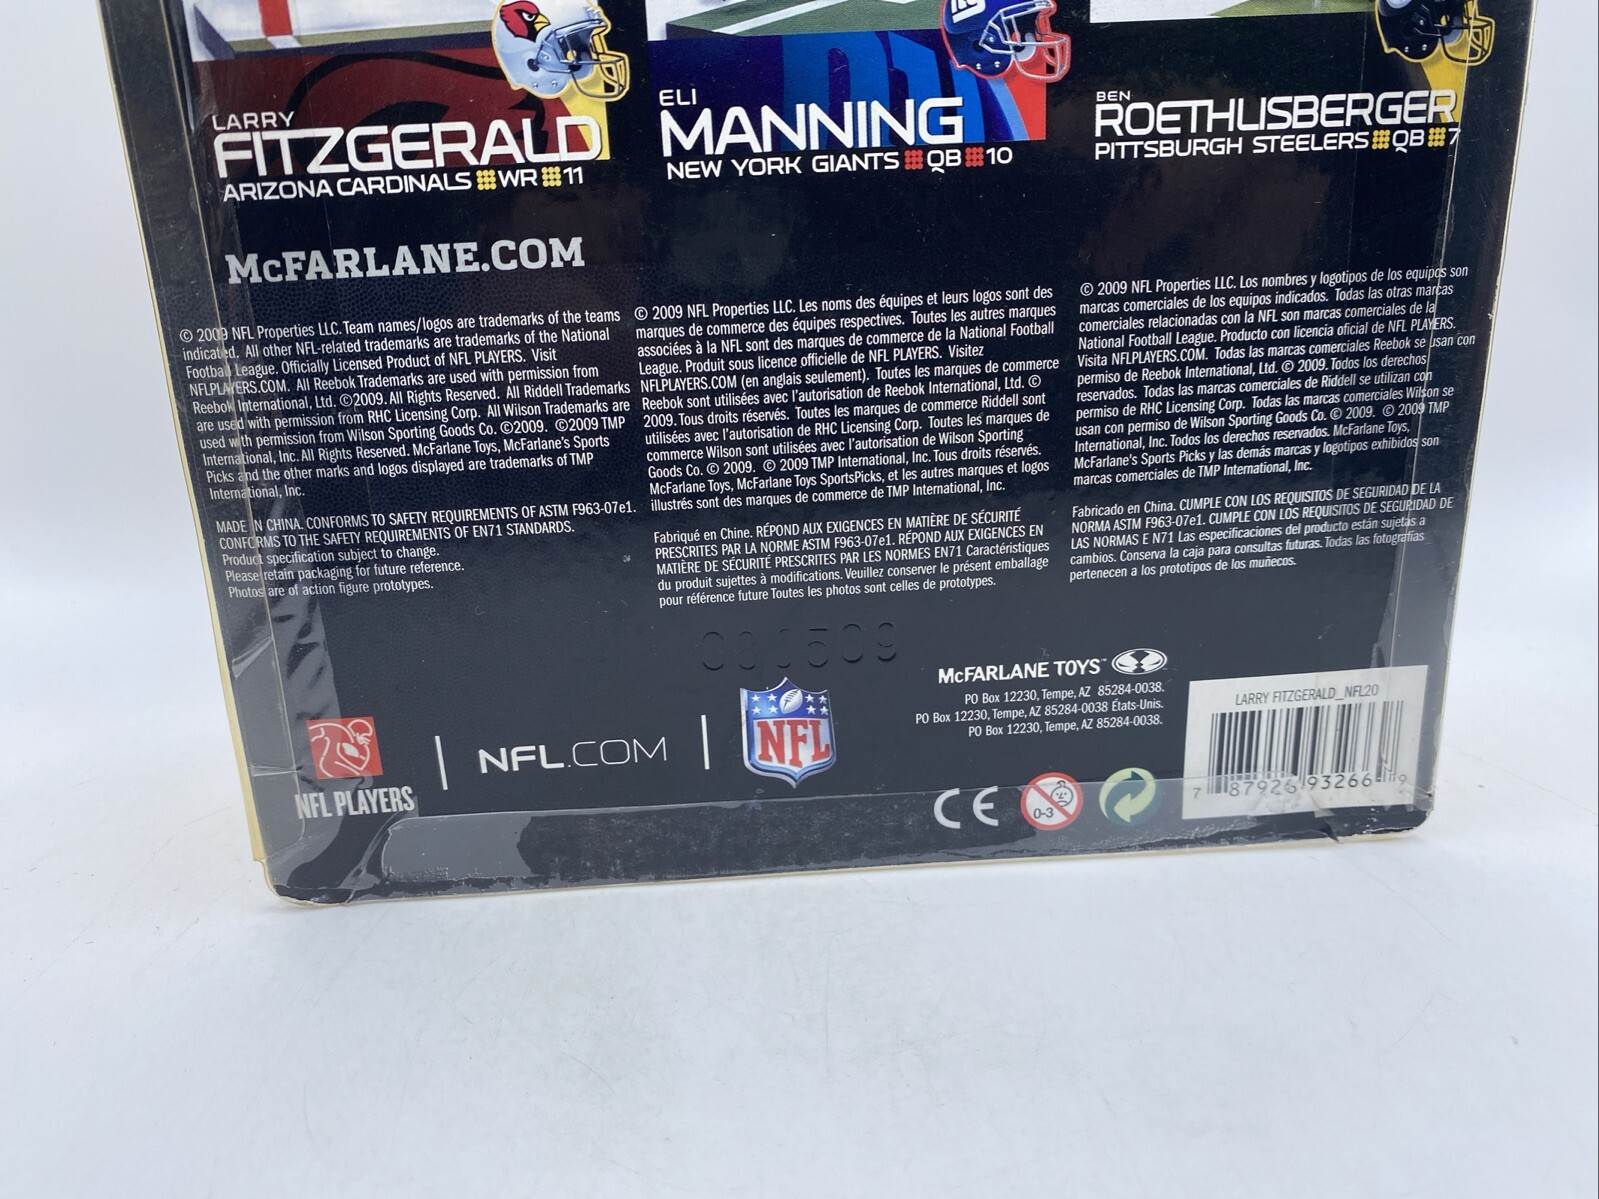 LARRY
FITZGERALD
ARIZONA CARDINALS WR 11
ELI
MANNING
NEW YORK GIANTS QB 10
BEN
ROETHLISBERGER
PITTSBURGH STEELERS QB 7
McFARLANE.COM
© 2009 NFL Properties LLC. Team names/logos are trademarks of the teams
indicated. All other NFL-related trademarks are trademarks of the National
Football League. Officially Licensed Product of NFL PLAYERS. Visit
NFLPLAYERS.COM. All Reebok Trademarks are used with permission from
Reebok International, Ltd. ©2009. All Rights Reserved. All Riddell Trademarks
are used with permission from RHC Licensing Corp. All Wilson Trademarks are
used with permission from Wilson Sporting Goods Co. ©2009. ©2009 TMP
International, Inc. All Rights Reserved. McFarlane Toys, McFarlane's Sports
Picks and the other marks and logos displayed are trademarks of TMP
International, Inc.
MADE IN CHINA. CONFORMS TO SAFETY REQUIREMENTS OF ASTM F963-07e1.
CONFORMS TO THE SAFETY REQUIREMENTS OF EN71 STANDARDS.
Product specification subject to change.
Please retain packaging for future reference.
Photos are of action figure prototypes.
© 2009 NFL Properties LLC. Les noms des équipes et leurs logos sont des
marques de commerce des équipes respectives. Toutes les autres marques
associées à la NFL sont des marques de commerce de la National Football
League. Produit sous licence officielle de NFL PLAYERS. Visitez
NFLPLAYERS.COM (en anglais seulement). Toutes les marques de commerce
Reebok sont utilisées avec l'autorisation de Reebok International, Ltd. ©
2009. Tous droits réservés. Toutes les marques de commerce Riddell sont
utilisées avec l'autorisation de RHC Licensing Corp. Toutes les marques de
commerce Wilson sont utilisées avec l'autorisation de Wilson Sporting
Goods Co. © 2009. © 2009 TMP International, Inc. Tous droits réservés.
McFarlane Toys, McFarlane Toys SportsPicks, et les autres marques et logos
illustrés sont des marques de commerce de TMP International, Inc.
Fabriqué en Chine. RÉPOND AUX EXIGENCES EN MATIÈRE DE SÉCURITÉ
PRESCRITES PAR LA NORME ASTM F963-07e1. RÉPOND AUX EXIGENCES EN
MATIÈRE DE SÉCURITÉ PRESCRITES PAR LES NORMES EN71 Caractéristiques
du produit sujettes à modifications. Veuillez conserver le présent emballage
pour référence future Toutes les photos sont celles de prototypes.
© 2009 NFL Properties LLC. Los nombres y logotipos de los equipos son
marcas comerciales de los equipos indicados. Todas las otras marcas
comerciales relacionadas con la NFL son marcas comerciales de la
National Football League. Producto con licencia oficial de NFL PLAYERS.
Visita NFLPLAYERS.COM. Todas las marcas comerciales Reebok se usan con
permiso de Reebok International, Ltd. © 2009. Todos los derechos
reservados. Todas las marcas comerciales de Riddell se utilizan con
permiso de RHC Licensing Corp. Todas las marcas comerciales Wilson se
usan con permiso de Wilson Sporting Goods Co. © 2009. © 2009 TMP
International, Inc. Todos los derechos reservados. McFarlane Toys,
McFarlane's Sports Picks y las demás marcas y logotipos exhibidos son
marcas comerciales de TMP International, Inc.
Fabricado en China. CUMPLE CON LOS REQUISITOS DE SEGURIDAD DE LA
NORMA ASTM F963-07e1. CUMPLE CON LOS REQUISITOS DE SEGURIDAD DE
LAS NORMAS E N71 Las especificaciones del producto están sujetas a
cambios. Conserva la caja para consultas futuras. Todas las fotografías
pertenecen a los prototipos de los muñecos.
NFL PLAYERS
NFL.COM
NFL
McFARLANE TOYS™
PO Box 12230, Tempe, AZ 85284-0038.
PO Box 12230, Tempe, AZ 85284-0038 États-Unis.
PO Box 12230, Tempe, AZ 85284-0038.
CE
0-3
LARRY FITZGERALD_NFL20
7 87926 93266 9